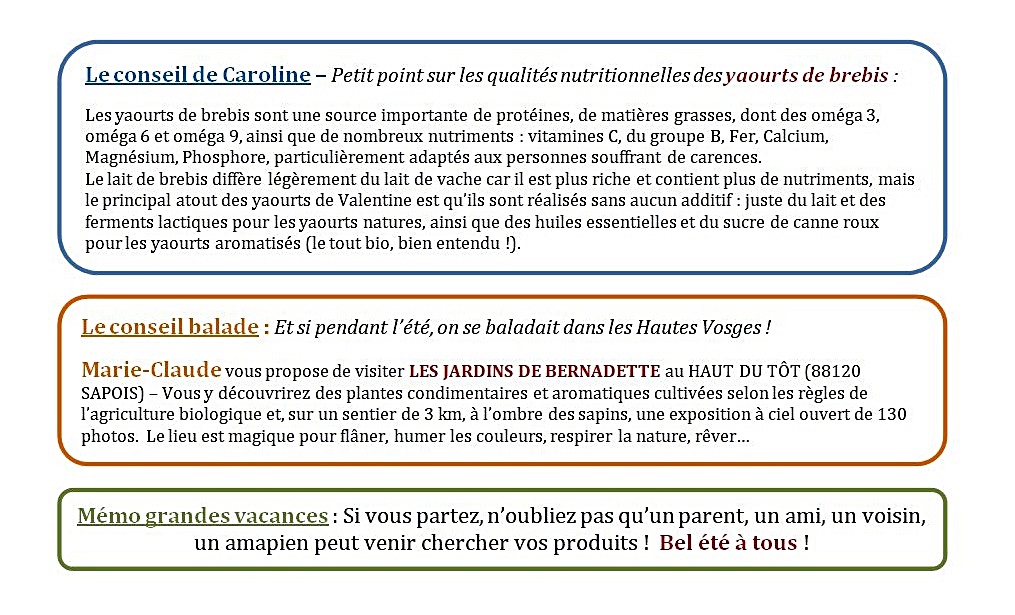 Le conseil de Caroline – Petit point sur les qualités nutritionnelles des yaourts de brebis :
Les yaourts de brebis sont une source importante de protéines, de matières grasses, dont des oméga 3,
oméga 6 et oméga 9, ainsi que de nombreux nutriments : vitamines C, du groupe B, Fer, Calcium,
Magnésium, Phosphore, particulièrement adaptés aux personnes souffrant de carences.
Le lait de brebis diffère légèrement du lait de vache car il est plus riche et contient plus de nutriments, mais
le principal atout des yaourts de Valentine est qu'ils sont réalisés sans aucun additif : juste du lait et des
ferments lactiques pour les yaourts natures, ainsi que des huiles essentielles et du sucre de canne roux
pour les yaourts aromatisés (le tout bio, bien entendu !).
Le conseil balade : Et si pendant l'été, on se baladait dans les Hautes Vosges !
Marie-Claude vous propose de visiter LES JARDINS DE BERNADETTE au HAUT DU TÔT (88120
SAPOIS) – Vous y découvrirez des plantes condimentaires et aromatiques cultivées selon les règles de
l'agriculture biologique et, sur un sentier de 3 km, à l'ombre des sapins, une exposition à ciel ouvert de 130
photos. Le lieu est magique pour flâner, humer les couleurs, respirer la nature, rêver…
Mémo grandes vacances : Si vous partez, n'oubliez pas qu'un parent, un ami, un voisin,
un amapien peut venir chercher vos produits ! Bel été à tous !